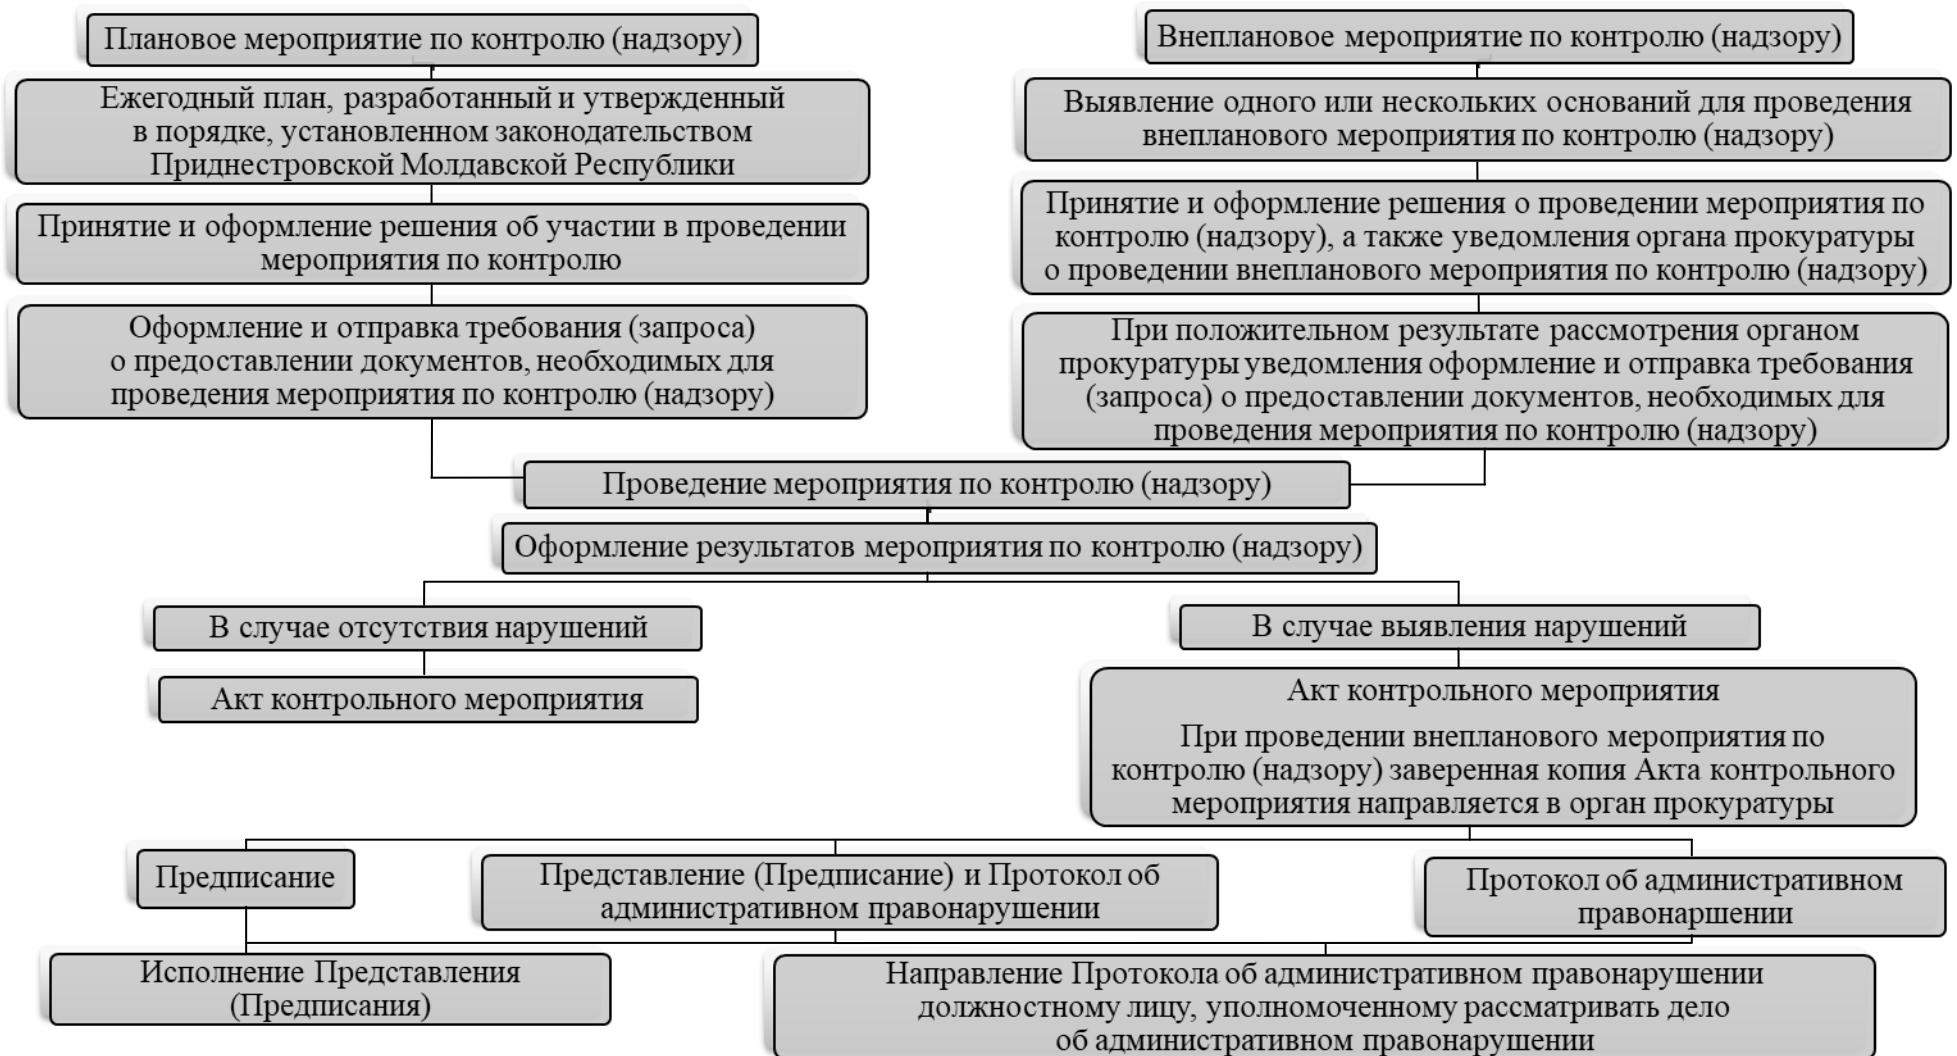 Плановое мероприятие по контролю (надзору)
Ежегодный план, разработанный и утвержденный
в порядке, установленном законодательством
Приднестровской Молдавской Республики
Принятие и оформление решения об участии в проведении
мероприятия по контролю
Оформление и отправка требования (запроса)
о предоставлении документов, необходимых для
проведения мероприятия по контролю (надзору)
Внеплановое мероприятие по контролю (надзору)
Выявление одного или нескольких оснований для проведения
внепланового мероприятия по контролю (надзору)
Принятие и оформление решения о проведении мероприятия по
контролю (надзору), а также уведомления органа прокуратуры
о проведении внепланового мероприятия по контролю (надзору)
При положительном результате рассмотрения органом
прокуратуры уведомления оформление и отправка требования
(запроса) о предоставлении документов, необходимых для
проведения мероприятия по контролю (надзору)
Проведение мероприятия по контролю (надзору)
Оформление результатов мероприятия по контролю (надзору)
В случае отсутствия нарушений
Акт контрольного мероприятия
В случае выявления нарушений
Акт контрольного мероприятия
При проведении внепланового мероприятия по
контролю (надзору) заверенная копия Акта контрольного
мероприятия направляется в орган прокуратуры
Предписание
Представление (Предписание) и Протокол об
административном правонарушении
Протокол об административном
правонаршении
Исполнение Представления
(Предписания)
Направление Протокола об административном правонарушении
должностному лицу, уполномоченному рассматривать дело
об административном правонарушении